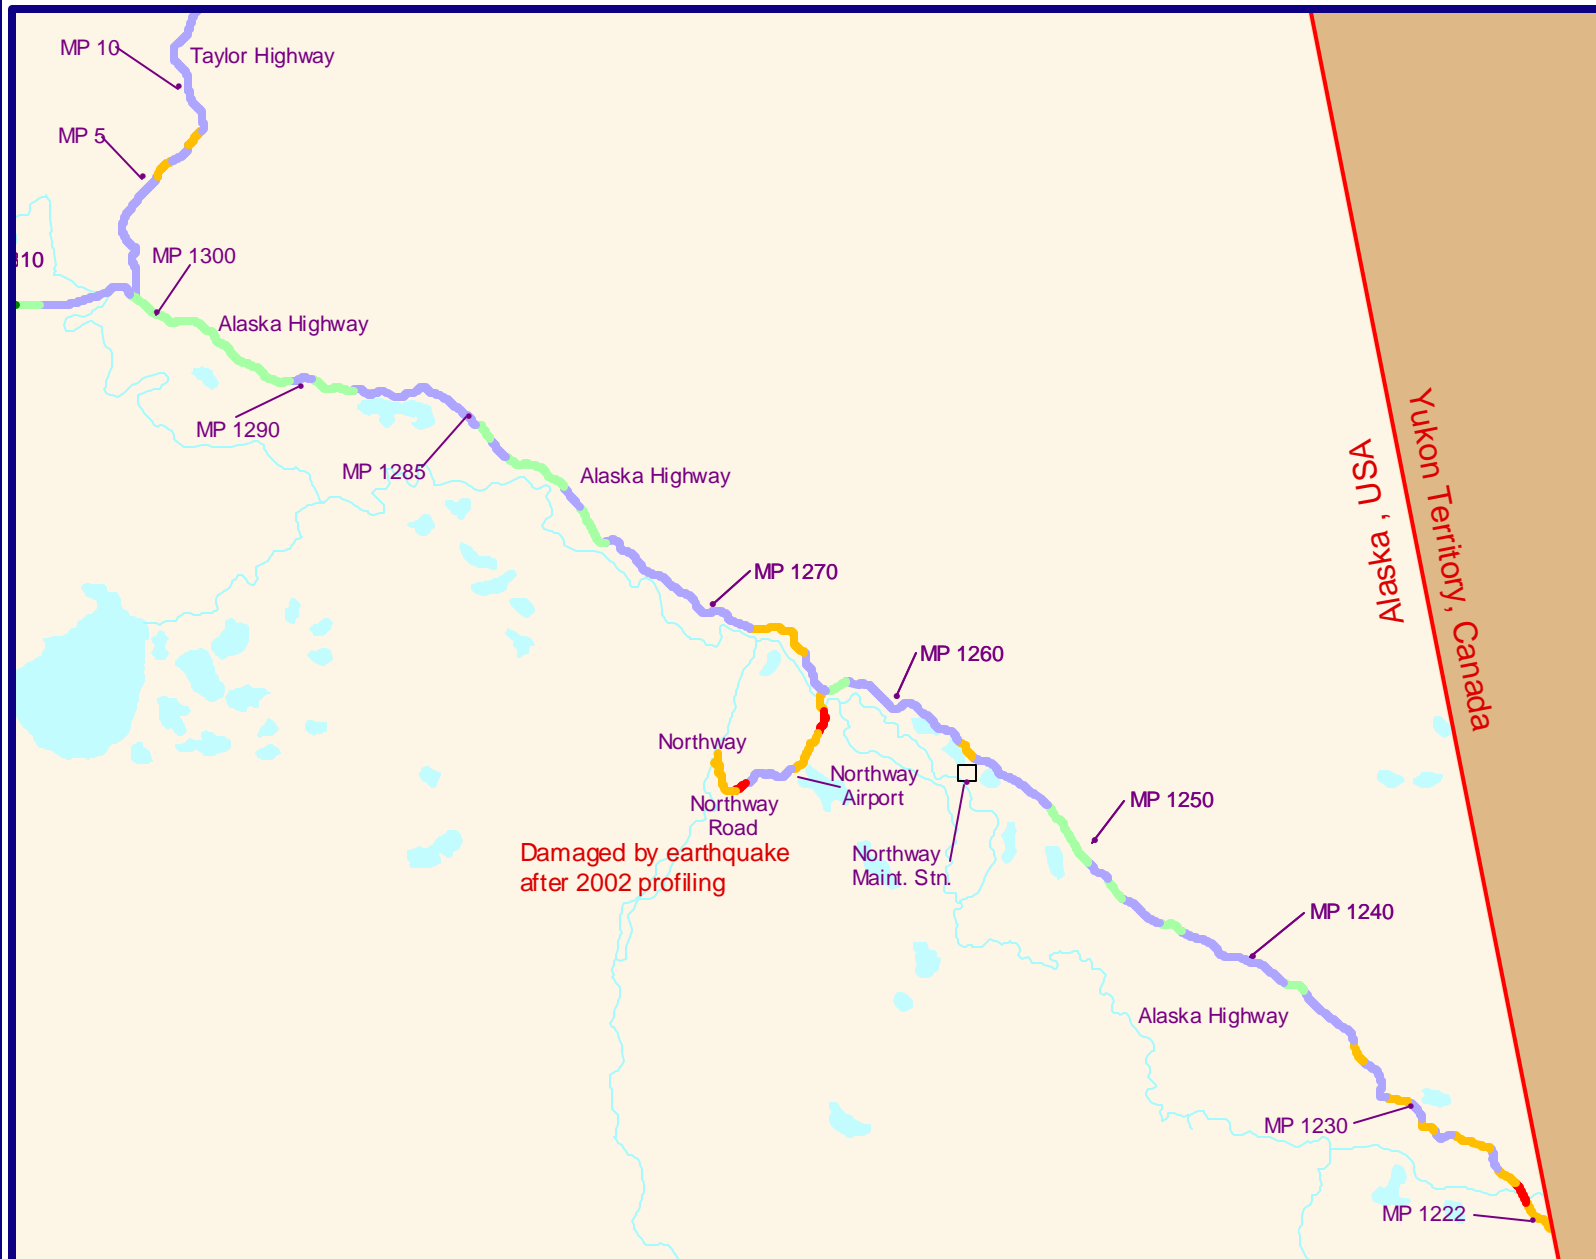 MP 10
Taylor Highway
MP 5
MP 1300
Alaska Highway
MP 1290
MP 1285
Alaska Highway
MP 1270
MP 1260
Northway
Northway
Airport
Northway
Road
Damaged by earthquake
after 2002 profiling
Northway
Maint. Stn.
MP 1250
MP 1240
Alaska Highway
MP 1230
MP 1222
Alaska , USA
Yukon Territory, Canada